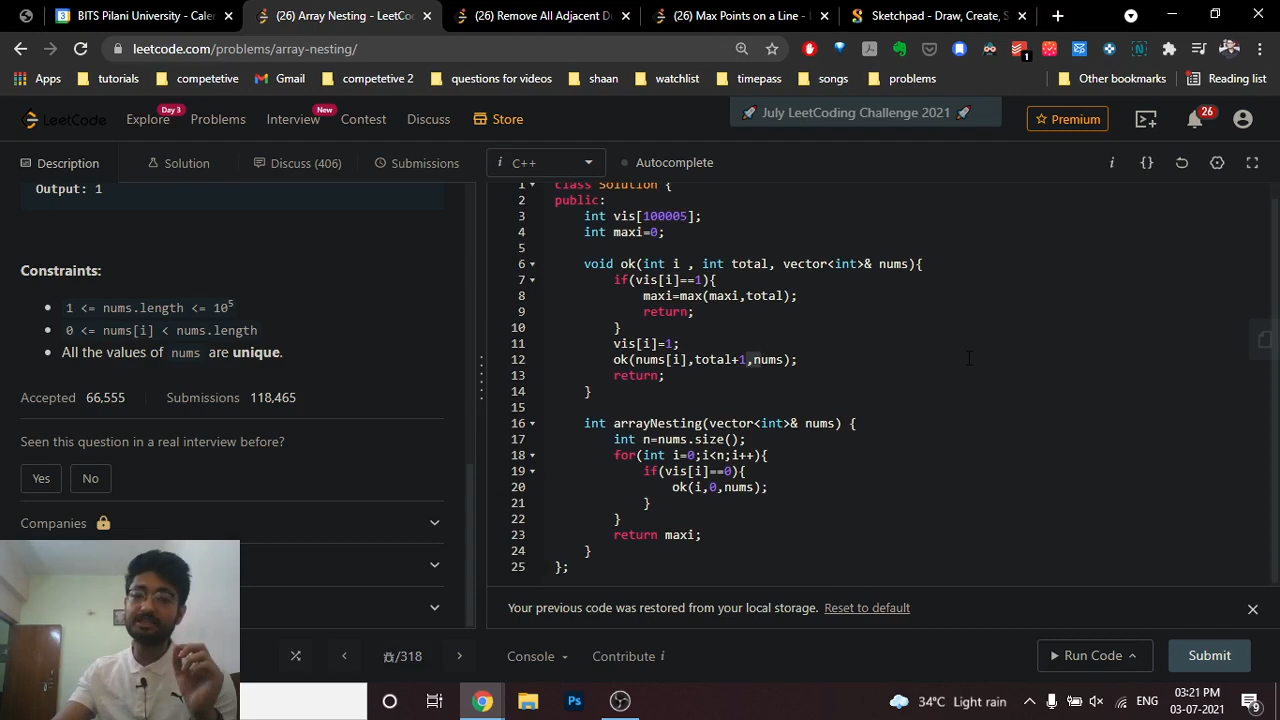 BITS Pilani University - Caler
(26) Array Nesting - LeetCod
(26) Remove All Adjacent Du
(26) Max Points on a Line - L
Sketchpad - Draw, Create, S
leetcode.com/problems/array-nesting/
1
Apps tutorials competetive Gmail competetive 2 questions for videos shaan watchlist timepass songs problems Other bookmarks Reading list
LeetCode Explore Day 3 Problems Interview New Contest Discuss Store
July LeetCoding Challenge 2021
Premium 26
Description Solution Discuss (406) Submissions
i C++ Autocomplete i {}
Output: 1
Constraints:
1 <= nums.length <= 10⁵
0 <= nums[i] < nums.length
All the values of nums are unique.
Accepted 66,555 Submissions 118,465
Seen this question in a real interview before?
Yes No
Companies
1 class Solution {
2 public:
3 int vis[100005];
4 int maxi=0;
5
6 void ok(int i , int total, vector<int>& nums){
7 if(vis[i]==1){
8 maxi=max(maxi,total);
9 return;
10 }
11 vis[i]=1;
12 ok(nums[i],total+1,nums);
13 return;
14 }
15
16 int arrayNesting(vector<int>& nums) {
17 int n=nums.size();
18 for(int i=0;i<n;i++){
19 if(vis[i]==0){
20 ok(i,0,nums);
21 }
22 }
23 return maxi;
24 }
25 };
Your previous code was restored from your local storage. Reset to default
/318 Console Contribute i Run Code Submit
34°C Light rain ENG 03:21 PM
03-07-2021 9